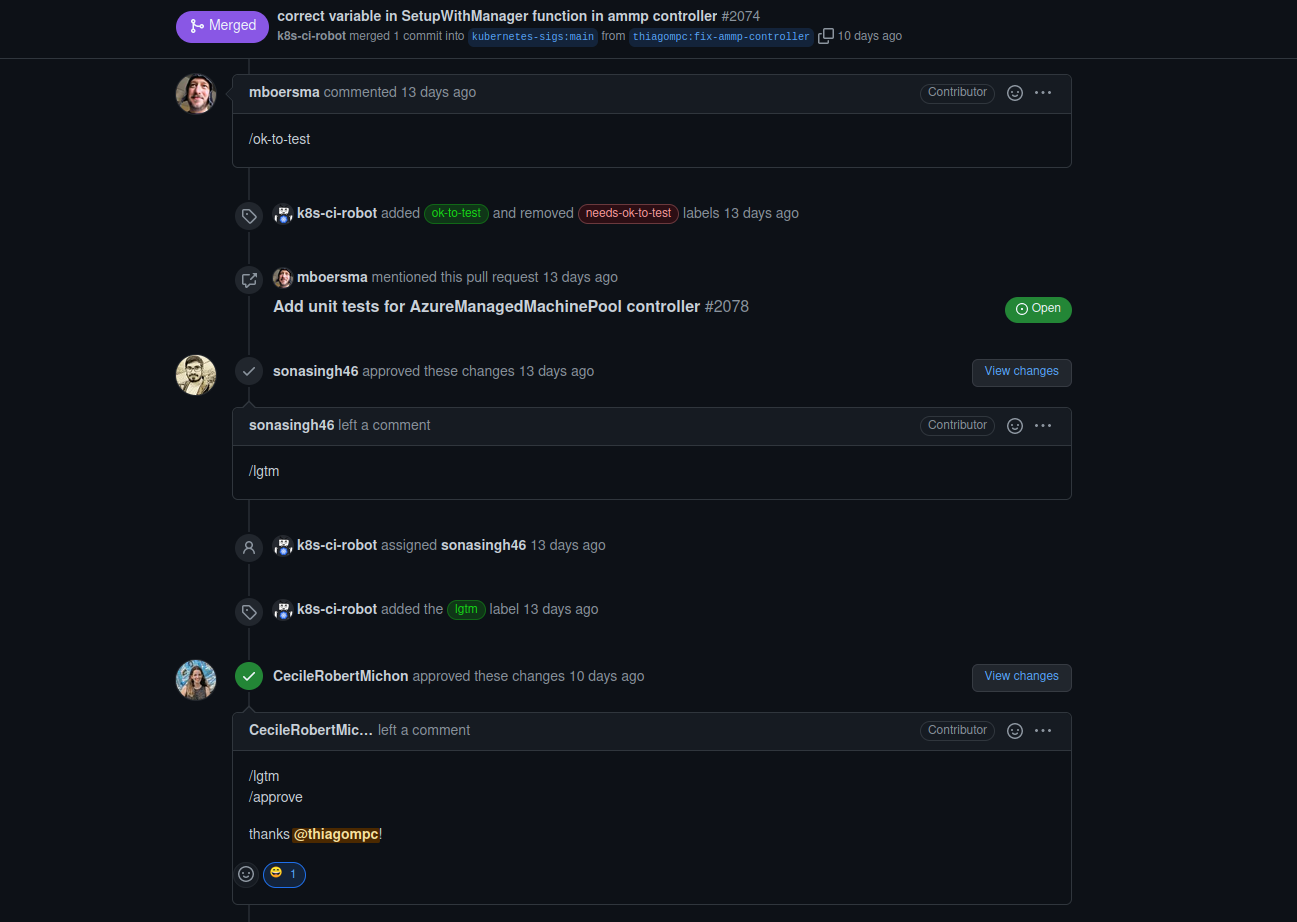 Merged
correct variable in SetupWithManager function in ammp controller #2074
k8s-ci-robot merged 1 commit into kubernetes-sigs:main from thiagompc:fix-ammp-controller 10 days ago
mboersma commented 13 days ago Contributor
/ok-to-test
k8s-ci-robot added ok-to-test and removed needs-ok-to-test labels 13 days ago
mboersma mentioned this pull request 13 days ago
Add unit tests for AzureManagedMachinePool controller #2078 Open
sonasingh46 approved these changes 13 days ago View changes
sonasingh46 left a comment Contributor
/lgtm
k8s-ci-robot assigned sonasingh46 13 days ago
k8s-ci-robot added the lgtm label 13 days ago
CecileRobertMichon approved these changes 10 days ago View changes
CecileRobertMic... left a comment Contributor
/lgtm
/approve
thanks @thiagompc!
1